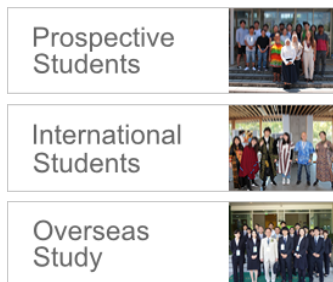 Prospective
Students
International
Students
Overseas
Study